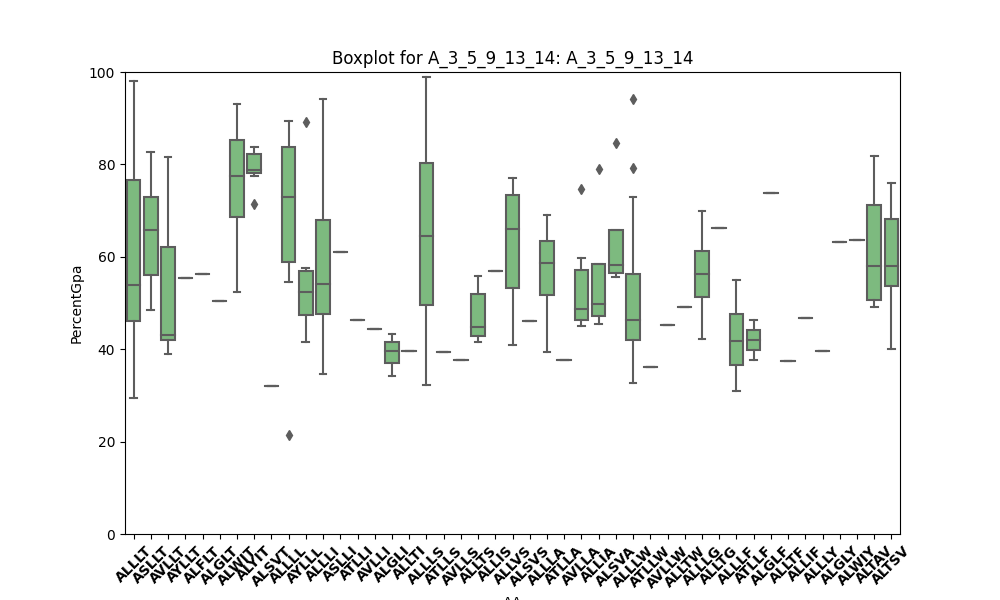 Boxplot for A_3_5_9_13_14: A_3_5_9_13_14
PercentGpa
100
80
60
40
20
0
ALLLT
ASLLT
AVLLT
AYLLT
ALFLT
ALGLT
ALWIT
ALYIT
ALSVT
ALLLL
AYLLL
ALLLI
ASLLI
ATLLI
AVLLI
ALGLI
ALLTI
ALLLS
ATLLS
AVLLS
ALLTS
ALLIS
ALLVS
ALSVS
ALLLA
ATLLA
AVLLA
ALLIA
ALSVA
ALLLW
ATLLW
AVLLW
ALLTW
ALLLG
ALLTG
ALLLF
ATLLF
ALGLF
ALLTF
ALLIF
ALLLY
ALGLY
ALWIY
ALTAV
ALTSV